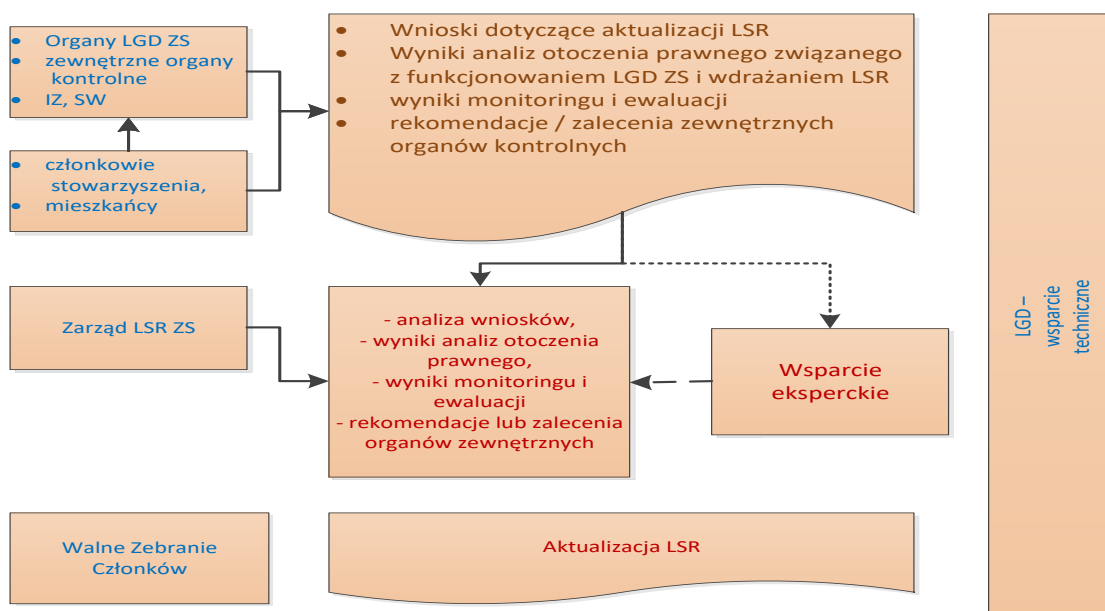 • Organy LGD ZS
• zewnętrzne organy
kontrolne
• IZ, SW
• członkowie
stowarzyszenia,
• mieszkańcy
• Wnioski dotyczące aktualizacji LSR
• Wyniki analiz otoczenia prawnego związanego
z funkcjonowaniem LGD ZS i wdrażaniem LSR
• wyniki monitoringu i ewaluacji
• rekomendacje / zalecenia zewnętrznych
organów kontrolnych
Zarząd LSR ZS
- analiza wniosków,
- wyniki analiz otoczenia
prawnego,
- wyniki monitoringu i
ewaluacji
- rekomendacje lub zalecenia
organów zewnętrznych
Wsparcie
eksperckie
Walne Zebranie
Członków
Aktualizacja LSR
LGD –
wsparcie
techniczne